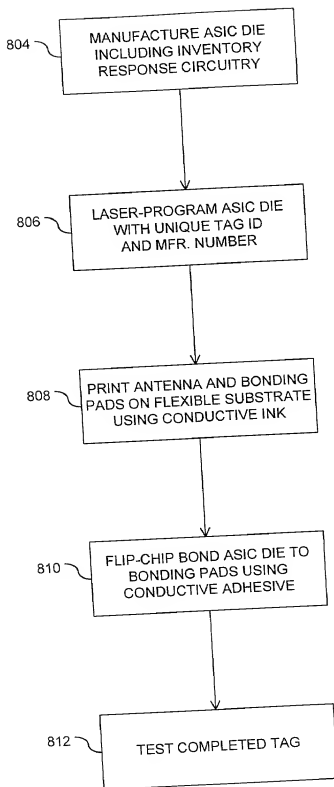 804
MANUFACTURE ASIC DIE
INCLUDING INVENTORY
RESPONSE CIRCUITRY
806
LASER-PROGRAM ASIC DIE
WITH UNIQUE TAG ID
AND MFR. NUMBER
808
PRINT ANTENNA AND BONDING
PADS ON FLEXIBLE SUBSTRATE
USING CONDUCTIVE INK
810
FLIP-CHIP BOND ASIC DIE TO
BONDING PADS USING
CONDUCTIVE ADHESIVE
812
TEST COMPLETED TAG